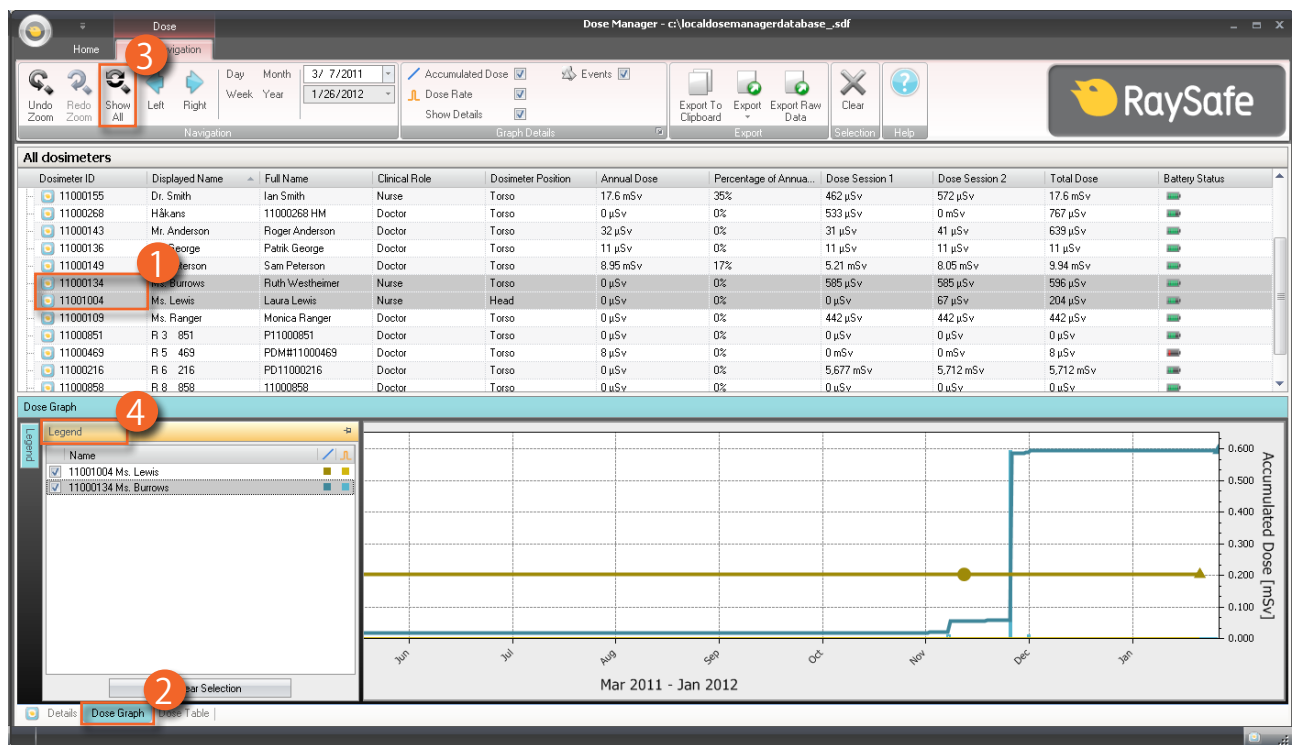 Dose
Dose Manager - c:\localdosemanagerdatabase_.sdf
Home
3
Day Month 3/ 7/2011
Week Year 1/26/2012
Undo Zoom
Redo Zoom
Show All
Left
Right
Navigation
Accumulated Dose
Events
Dose Rate
Show Details
Graph Details
Export To Clipboard
Export
Export Raw Data
Export
Clear
Selection
Help
RaySafe
All dosimeters
Dosimeter ID Displayed Name Full Name Clinical Role Dosimeter Position Annual Dose Percentage of Annua... Dose Session 1 Dose Session 2 Total Dose Battery Status
11000155 Dr. Smith Ian Smith Nurse Torso 17.6 mSv 35% 462 µSv 572 µSv 17.6 mSv
11000268 Håkans 11000268 HM Doctor Torso 0 µSv 0% 533 µSv 0 mSv 767 µSv
11000143 Mr. Anderson Roger Anderson Doctor Torso 32 µSv 0% 31 µSv 41 µSv 639 µSv
11000136 George Patrik George Doctor Torso 11 µSv 0% 11 µSv 11 µSv 11 µSv
11000149 Sam Peterson Doctor Torso 8.95 mSv 17% 5.21 mSv 8.05 mSv 9.94 mSv
1
11000134 Ms. Burrows Ruth Westheimer Nurse Torso 0 µSv 0% 585 µSv 585 µSv 596 µSv
11001004 Ms. Lewis Laura Lewis Nurse Head 0 µSv 0% 0 µSv 67 µSv 204 µSv
11000109 Ms. Ranger Monica Ranger Doctor Torso 0 µSv 0% 442 µSv 442 µSv 442 µSv
11000851 R 3 851 P11000851 Doctor Torso 0 µSv 0% 0 µSv 0 µSv 0 µSv
11000469 R 5 469 PDM#11000469 Doctor Torso 8 µSv 0% 0 mSv 0 mSv 8 µSv
11000216 R 6 216 PD11000216 Doctor Torso 0 µSv 0% 5,677 mSv 5,712 mSv 5,712 mSv
11000858 R 8 858 11000858 Doctor Torso 0 µSv 0% 0 µSv 0 µSv 0 µSv
Dose Graph
4
Legend
Legend
Name
11001004 Ms. Lewis
11000134 Ms. Burrows
0.600
0.500
0.400
0.300
0.200
0.100
0.000
Accumulated Dose [mSv]
Jun Jul Aug Sep Oct Nov Dec Jan
Mar 2011 - Jan 2012
2
Selection
Details Dose Graph Dose Table